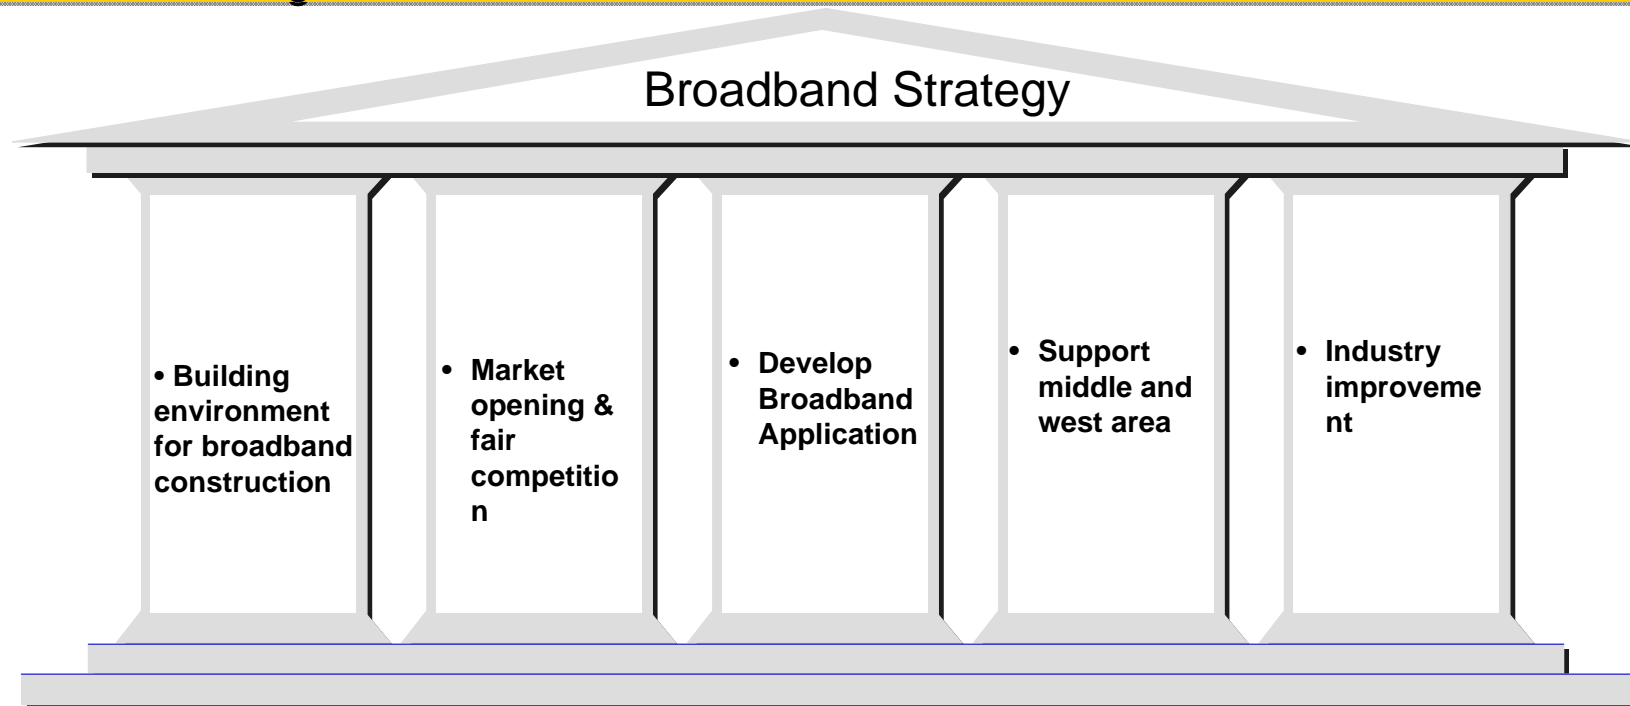 Broadband Strategy
• Building
environment
for broadband
construction
• Market
opening &
fair
competitio
n
• Develop
Broadband
Application
• Support
middle and
west area
• Industry
improveme
nt